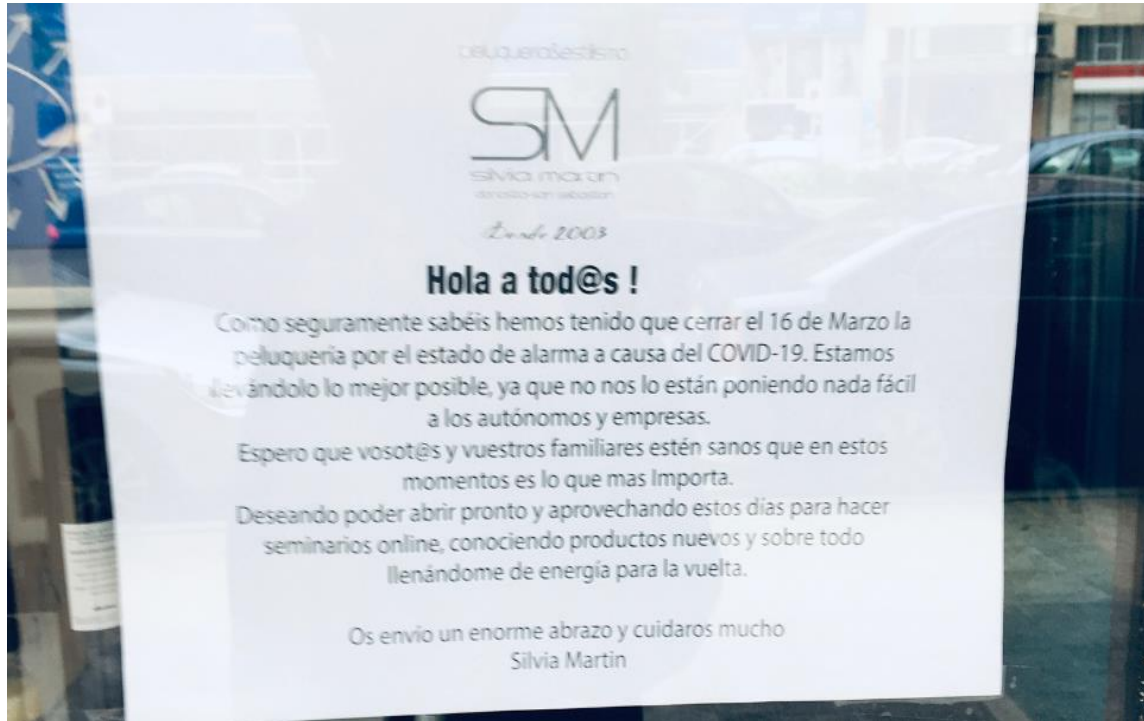 peluquería&estilismo
SM
silvia martin
donostia-san sebastián
Desde 2003
Hola a tod@s !
Como seguramente sabéis hemos tenido que cerrar el 16 de Marzo la
peluquería por el estado de alarma a causa del COVID-19. Estamos
llevándolo lo mejor posible, ya que no nos lo están poniendo nada fácil
a los autónomos y empresas.
Espero que vosot@s y vuestros familiares estén sanos que en estos
momentos es lo que mas Importa.
Deseando poder abrir pronto y aprovechando estos días para hacer
seminarios online, conociendo productos nuevos y sobre todo
llenándome de energía para la vuelta.
Os envío un enorme abrazo y cuidaros mucho
Silvia Martin